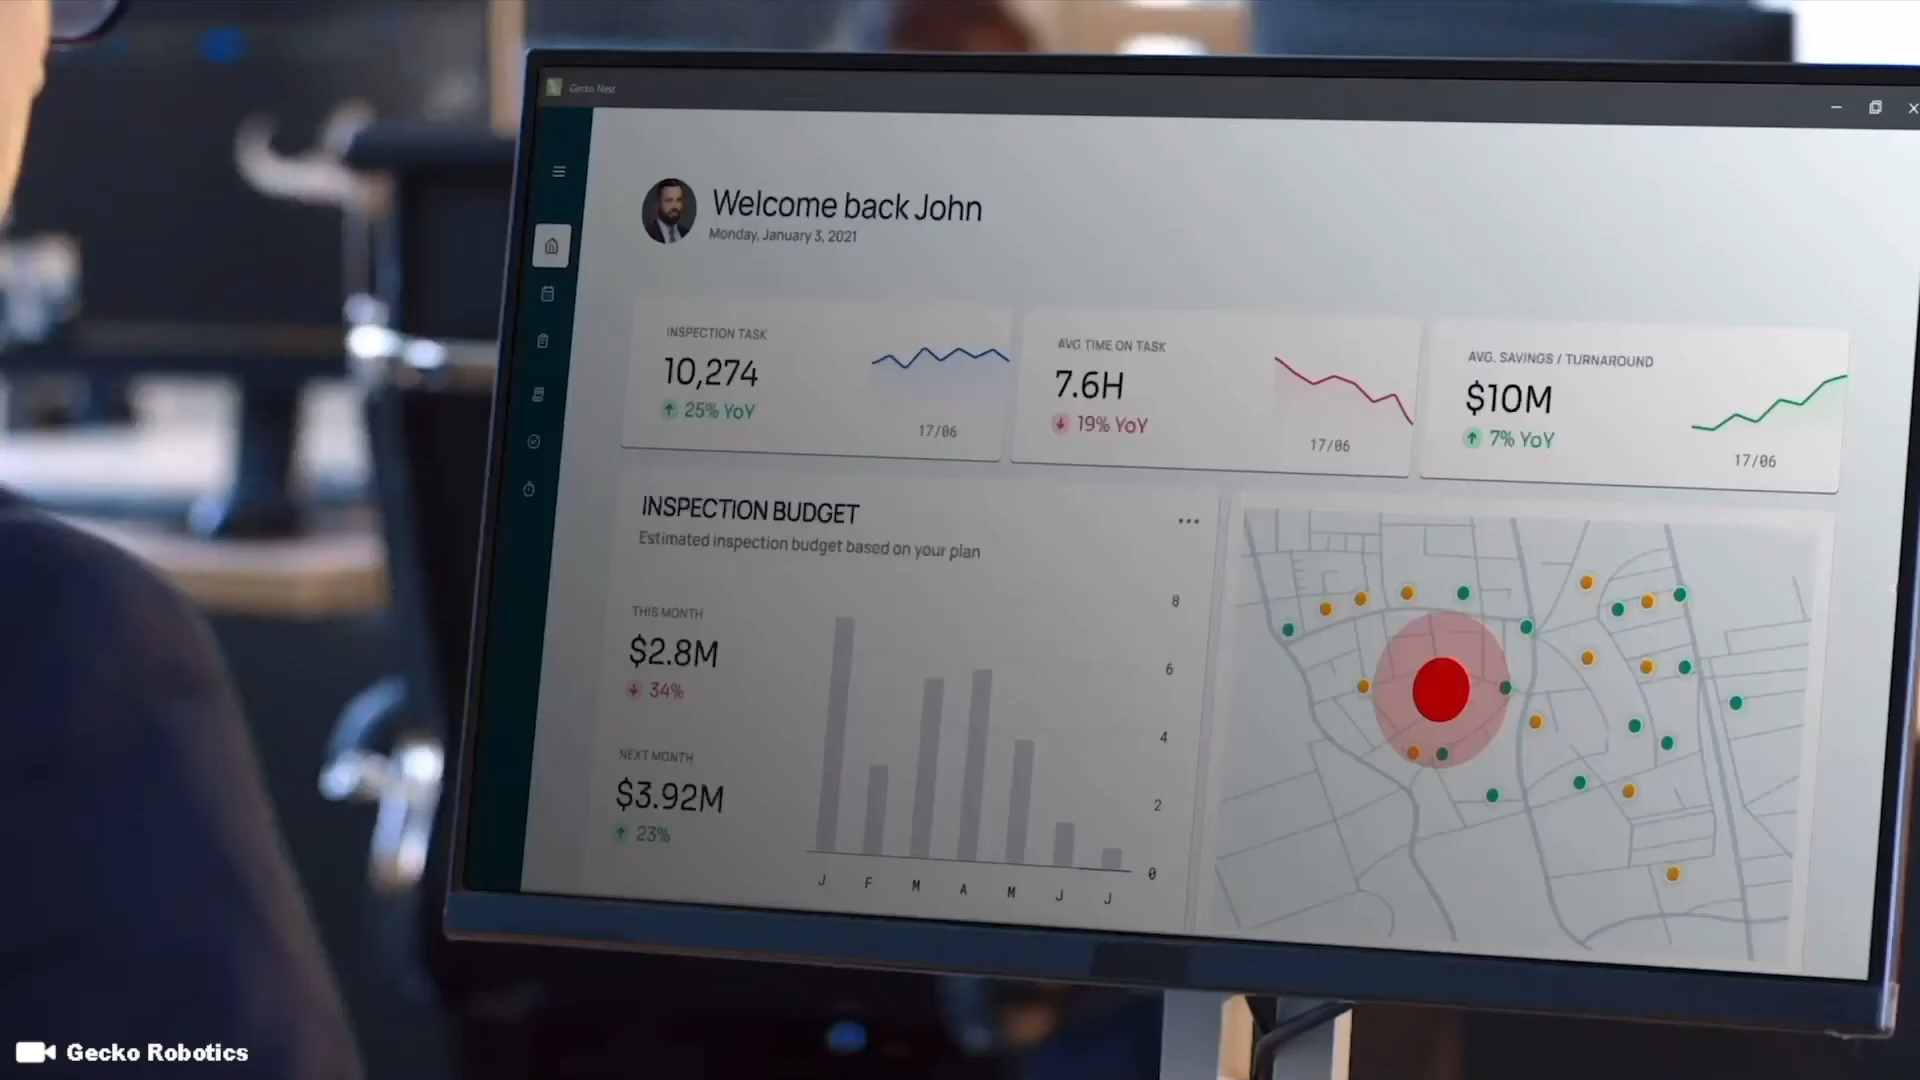 Gecko Nest
Welcome back John
Monday, January 3, 2021
INSPECTION TASK
10,274
25% YoY
17/06
AVG TIME ON TASK
7.6H
19% YoY
17/06
AVG. SAVINGS / TURNAROUND
$10M
7% YoY
17/06
INSPECTION BUDGET
Estimated inspection budget based on your plan
THIS MONTH
$2.8M
34%
NEXT MONTH
$3.92M
23%
8
6
4
2
0
J F M A M J J
Gecko Robotics